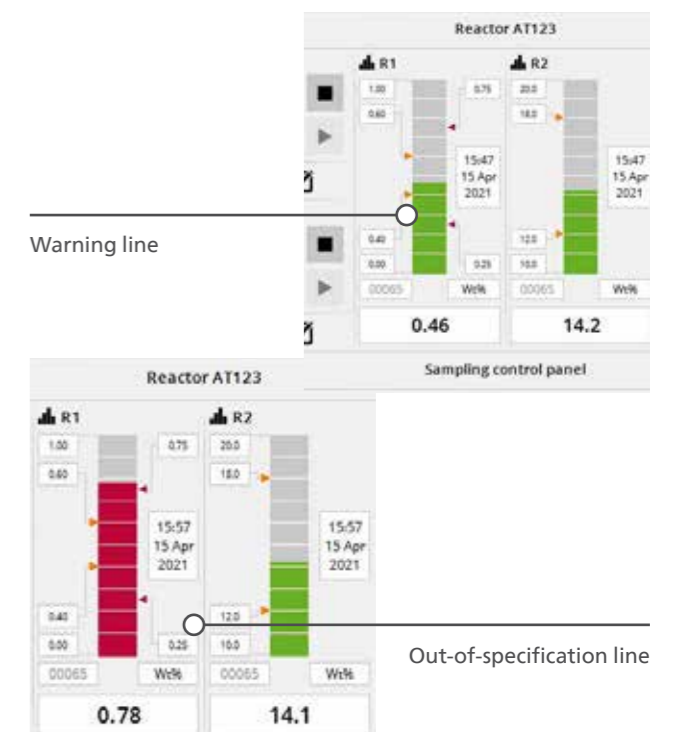 Reactor AT123
R1
R2
1.00
0.75
20.0
0.60
18.0
15:47
15 Apr
2021
15:47
15 Apr
2021
Warning line
0.40
12.0
0.00
0.25
10.0
00065
Wt%
00065
Wt%
0.46
14.2
Sampling control panel
Reactor AT123
R1
R2
1.00
0.75
20.0
0.60
18.0
15:57
15 Apr
2021
15:57
15 Apr
2021
0.40
12.0
0.00
0.25
10.0
Out-of-specification line
00065
Wt%
00065
Wt%
0.78
14.1